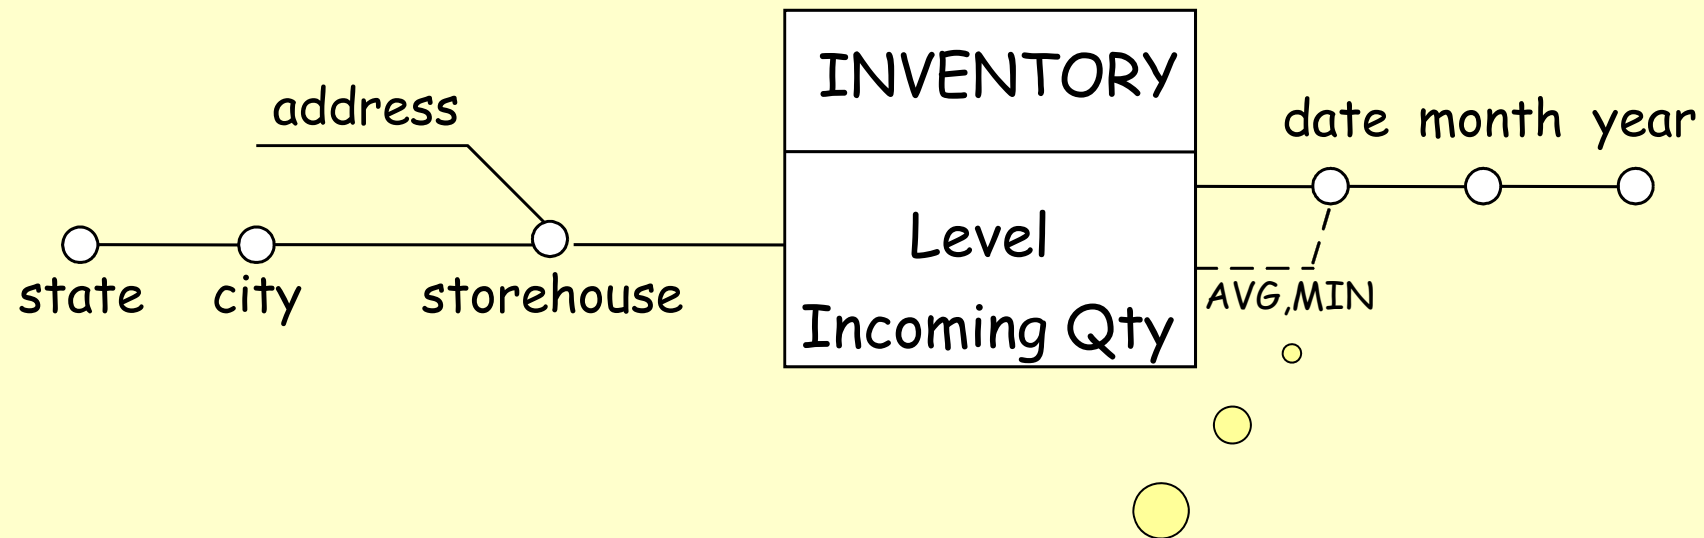 INVENTORY
address
date month year
Level
state city storehouse
AVG,MIN
Incoming Qty